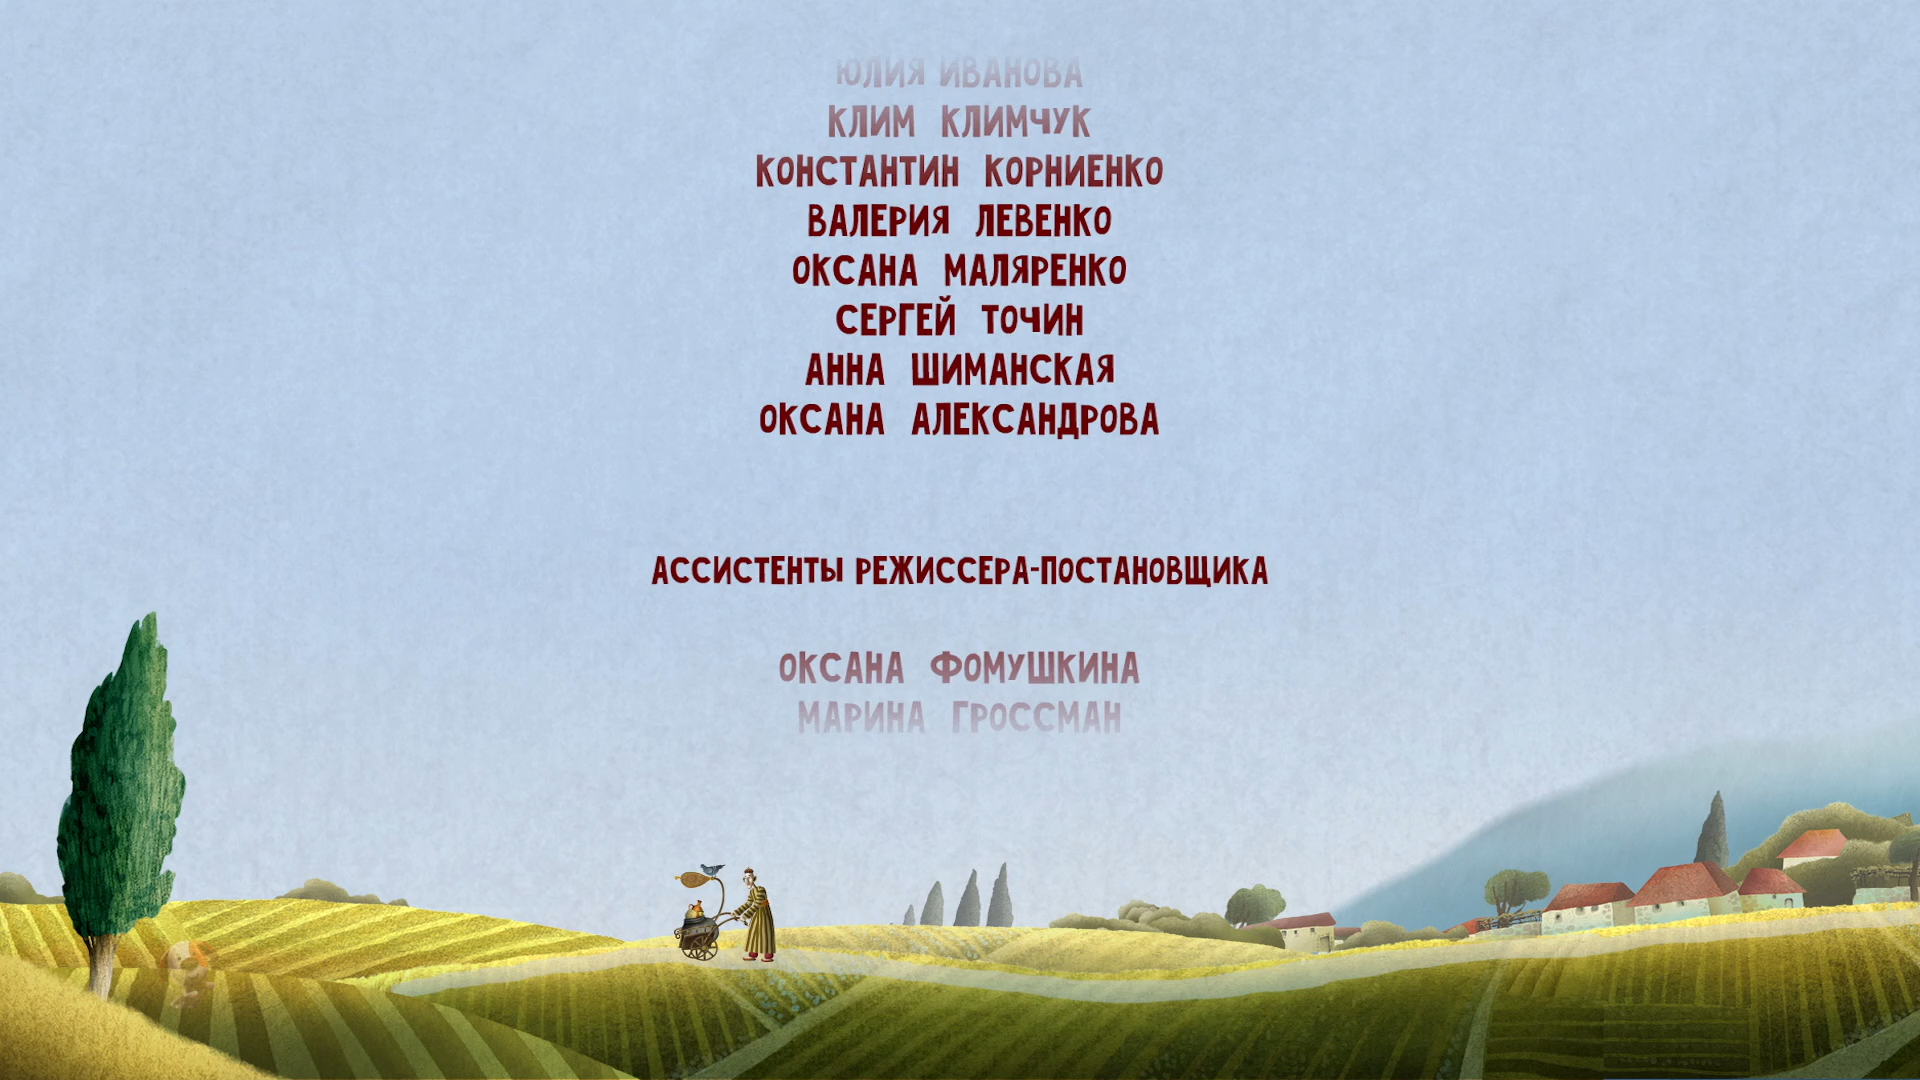 ЮЛИЯ ИВАНОВА
КЛИМ КЛИМЧУК
КОНСТАНТИН КОРНИЕНКО
ВАЛЕРИЯ ЛЕВЕНКО
ОКСАНА МАЛЯРЕНКО
СЕРГЕЙ ТОЧИН
АННА ШИМАНСКАЯ
ОКСАНА АЛЕКСАНДРОВА
АССИСТЕНТЫ РЕЖИССЕРА-ПОСТАНОВЩИКА
ОКСАНА ФОМУШКИНА
МАРИНА ГРОССМАН